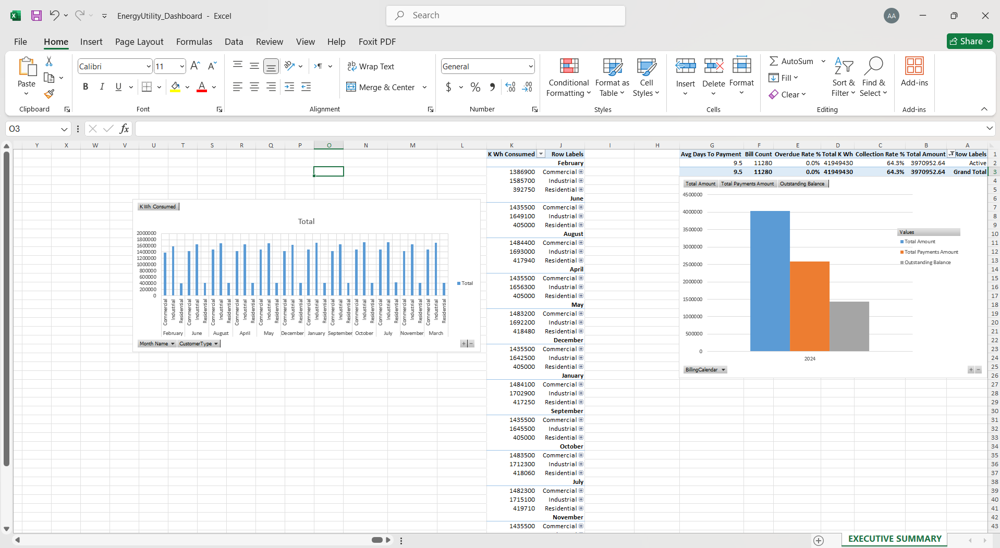 EnergyUtility_Dashboard - Excel
Search
AA
File Home Insert Page Layout Formulas Data Review View Help Foxit PDF
Share
Paste
Calibri 11
Wrap Text
Merge & Center
General
Conditional Formatting
Format as Table
Cell Styles
Insert Delete Format
AutoSum
Fill
Clear
Sort & Filter
Find & Select
Add-ins
Clipboard Font Alignment Number Styles Cells Editing Add-ins
O3
fx
Y X W V U T S R Q P O N M L K J I H G F E D C B A
K Wh Consumed Row Labels
February
1386900 Commercial
1585700 Industrial
392750 Residential
June
1435500 Commercial
1649100 Industrial
405000 Residential
August
1484400 Commercial
1693000 Industrial
417940 Residential
April
1435500 Commercial
1656300 Industrial
405000 Residential
May
1483200 Commercial
1692200 Industrial
418480 Residential
December
1435500 Commercial
1642500 Industrial
405000 Residential
January
1484100 Commercial
1702900 Industrial
417250 Residential
September
1435500 Commercial
1645500 Industrial
405000 Residential
October
1483500 Commercial
1712300 Industrial
418060 Residential
July
1482300 Commercial
1715100 Industrial
419710 Residential
November
1435500 Commercial
Avg Days To Payment Bill Count Overdue Rate % Total K Wh Collection Rate % Total Amount Row Labels
9.5 11280 0.0% 41949430 64.3% 3970952.64 Active
9.5 11280 0.0% 41949430 64.3% 3970952.64 Grand Total
K Wh Consumed
Total
2000000
1800000
1600000
1400000
1200000
1000000
800000
600000
400000
200000
0
Total
Commercial Industrial Residential Commercial Industrial Residential Commercial Industrial Residential Commercial Industrial Residential Commercial Industrial Residential Commercial Industrial Residential Commercial Industrial Residential Commercial Industrial Residential Commercial Industrial Residential Commercial Industrial Residential Commercial Industrial Residential Commercial Industrial Residential
February June August April May December January September October July November March
Month Name CustomerType
Total Amount Total Payments Amount Outstanding Balance
4500000
4000000
3500000
3000000
2500000
2000000
1500000
1000000
500000
0
2024
Values
Total Amount
Total Payments Amount
Outstanding Balance
BillingCalendar
1
2
3
4
5
6
7
8
9
10
11
12
13
14
15
16
17
18
19
20
21
22
23
24
25
26
27
28
29
30
31
32
33
34
35
36
37
38
39
40
41
42
43
EXECUTIVE SUMMARY